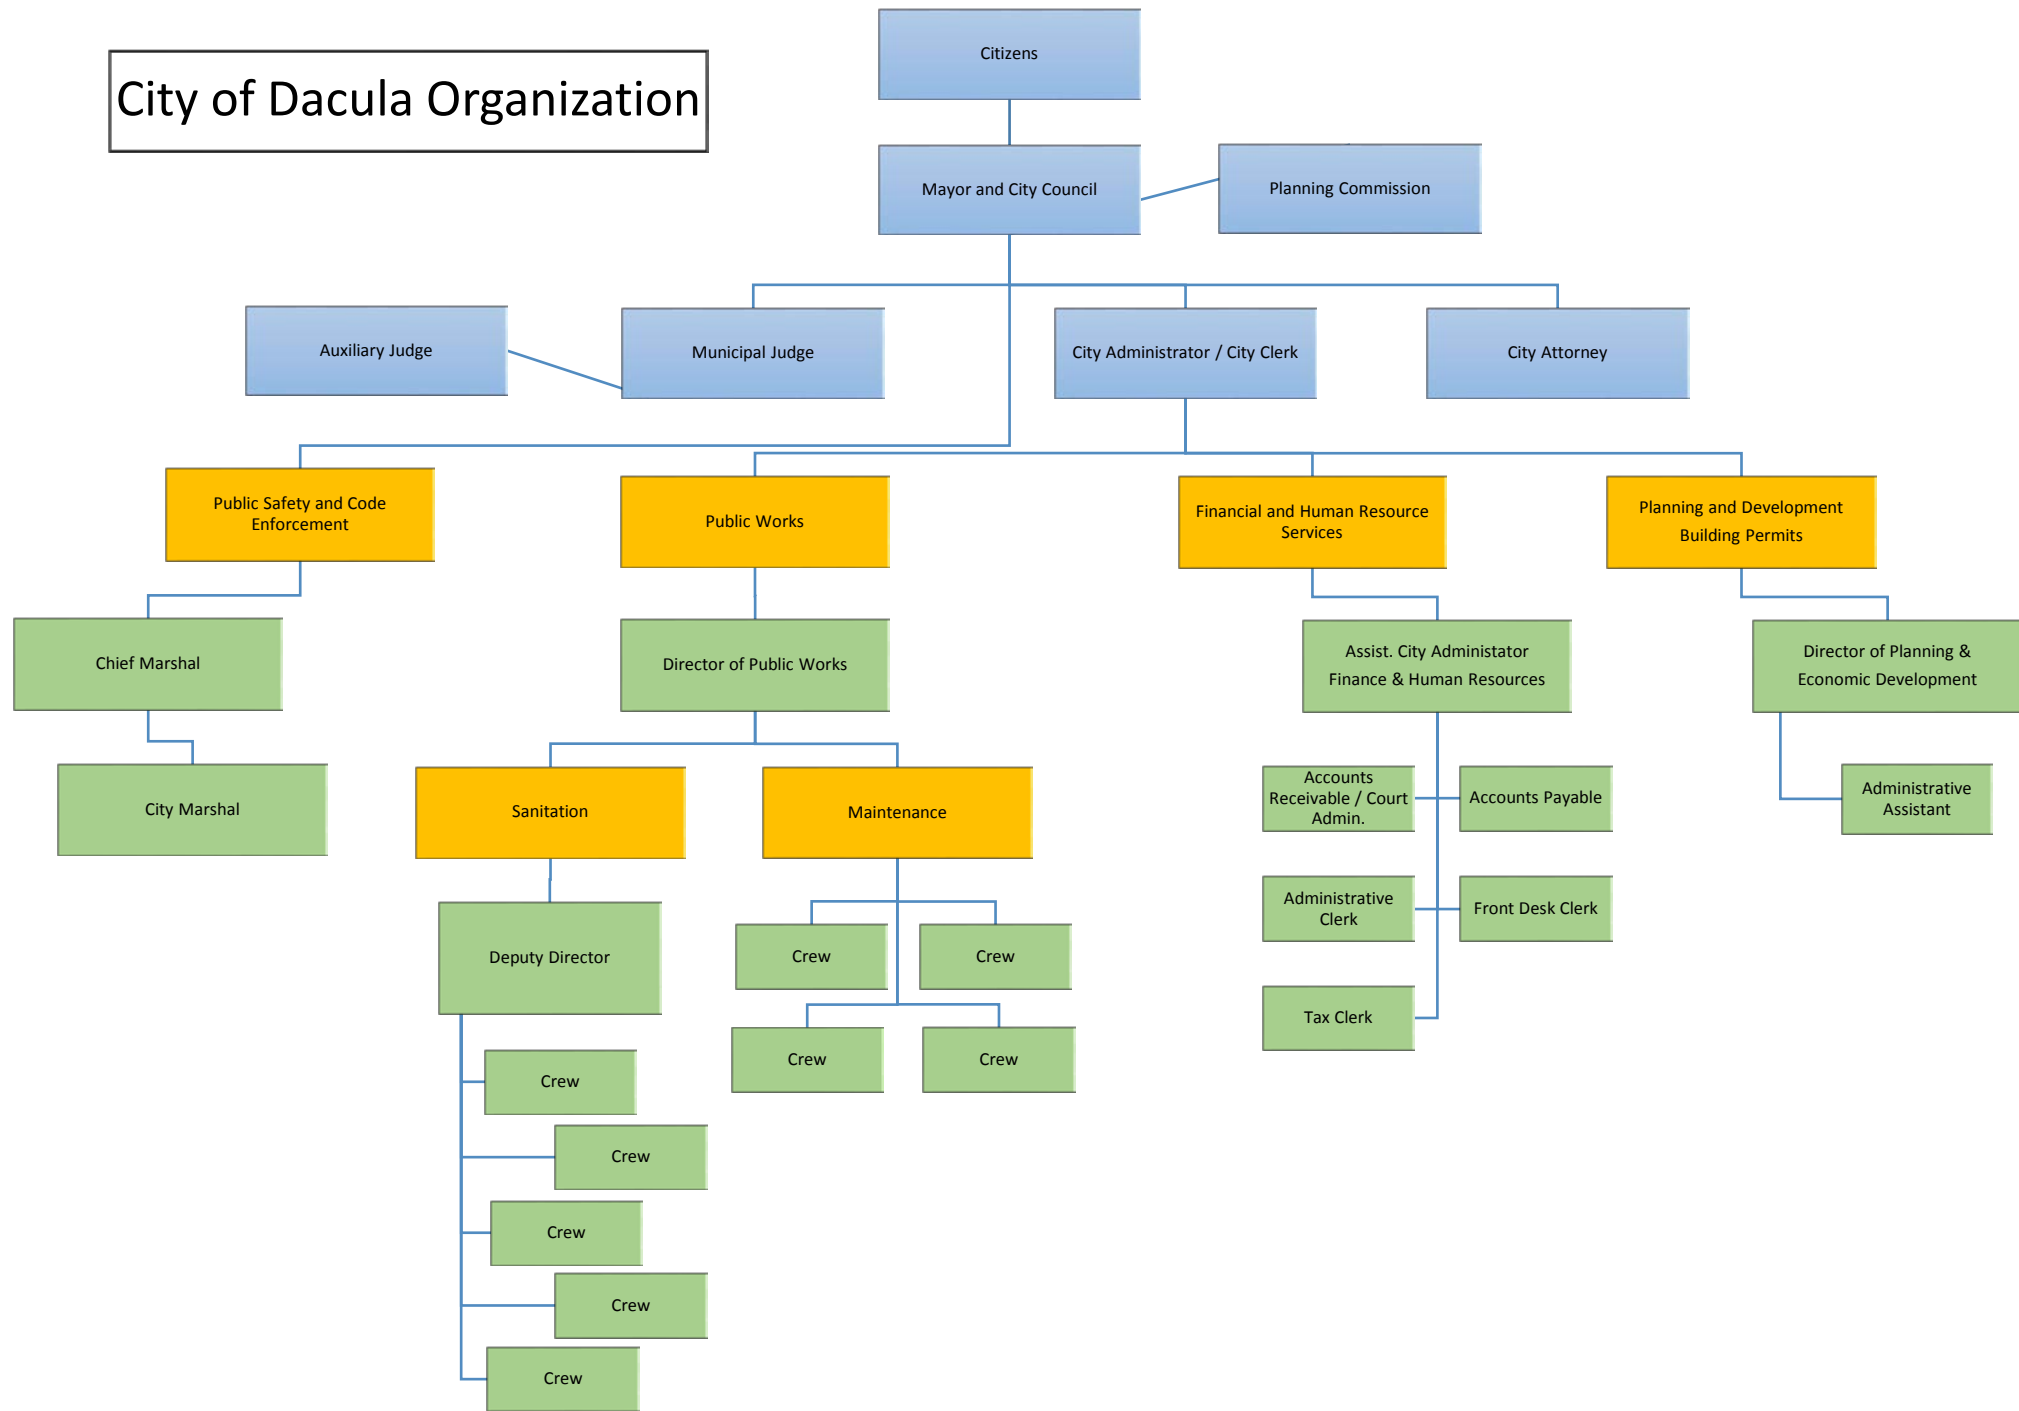 City of Dacula Organization
Citizens
Mayor and City Council
Planning Commission
Auxiliary Judge
Municipal Judge
City Administrator / City Clerk
City Attorney
Public Safety and Code
Enforcement
Public Works
Financial and Human Resource
Services
Planning and Development
Building Permits
Chief Marshal
Director of Public Works
Assist. City Administator
Finance & Human Resources
Director of Planning &
Economic Development
City Marshal
Sanitation
Maintenance
Accounts
Receivable / Court
Admin.
Accounts Payable
Administrative
Assistant
Deputy Director
Crew
Crew
Administrative
Clerk
Front Desk Clerk
Crew
Crew
Tax Clerk
Crew
Crew
Crew
Crew
Crew